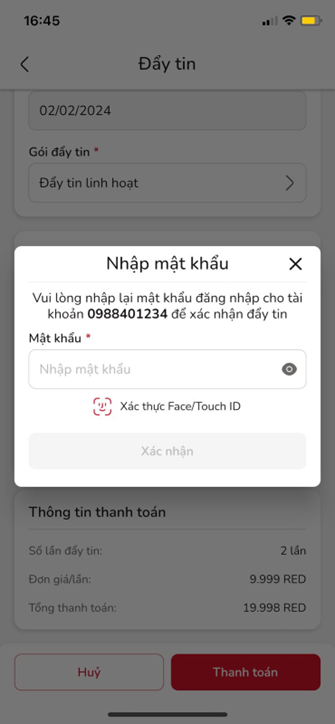 16:45
Đẩy tin
02/02/2024
Gói đẩy tin *
Đẩy tin linh hoạt
Nhập mật khẩu
Vui lòng nhập lại mật khẩu đăng nhập cho tài
khoản 0988401234 để xác nhận đẩy tin
Mật khẩu *
Nhập mật khẩu
Xác thực Face/Touch ID
Xác nhận
Thông tin thanh toán
Số lần đẩy tin: 2 lần
Đơn giá/lần: 9.999 RED
Tổng thanh toán: 19.998 RED
Huỷ Thanh toán